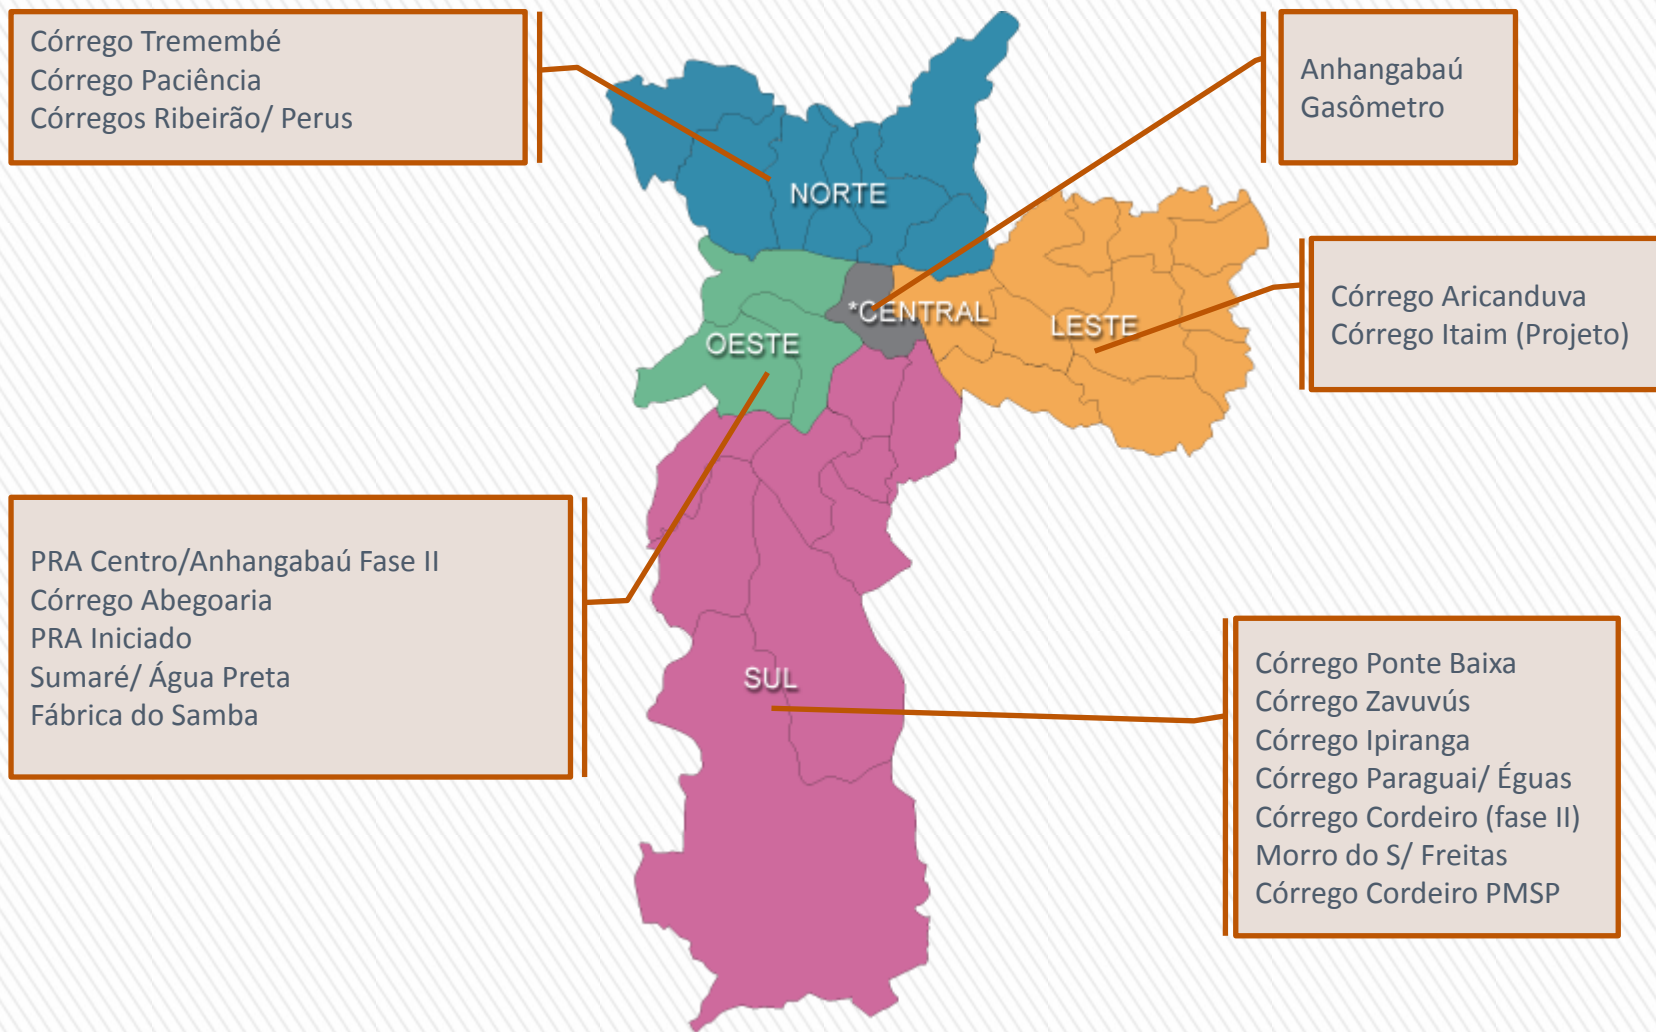 Córrego Tremembé
Córrego Paciência
Córregos Ribeirão/ Perus
Anhangabaú
Gasômetro
NORTE
*CENTRAL
LESTE
OESTE
Córrego Aricanduva
Córrego Itaim (Projeto)
PRA Centro/Anhangabaú Fase II
Córrego Abegoaria
PRA Iniciado
Sumaré/ Água Preta
Fábrica do Samba
SUL
Córrego Ponte Baixa
Córrego Zavuvús
Córrego Ipiranga
Córrego Paraguai/ Éguas
Córrego Cordeiro (fase II)
Morro do S/ Freitas
Córrego Cordeiro PMSP